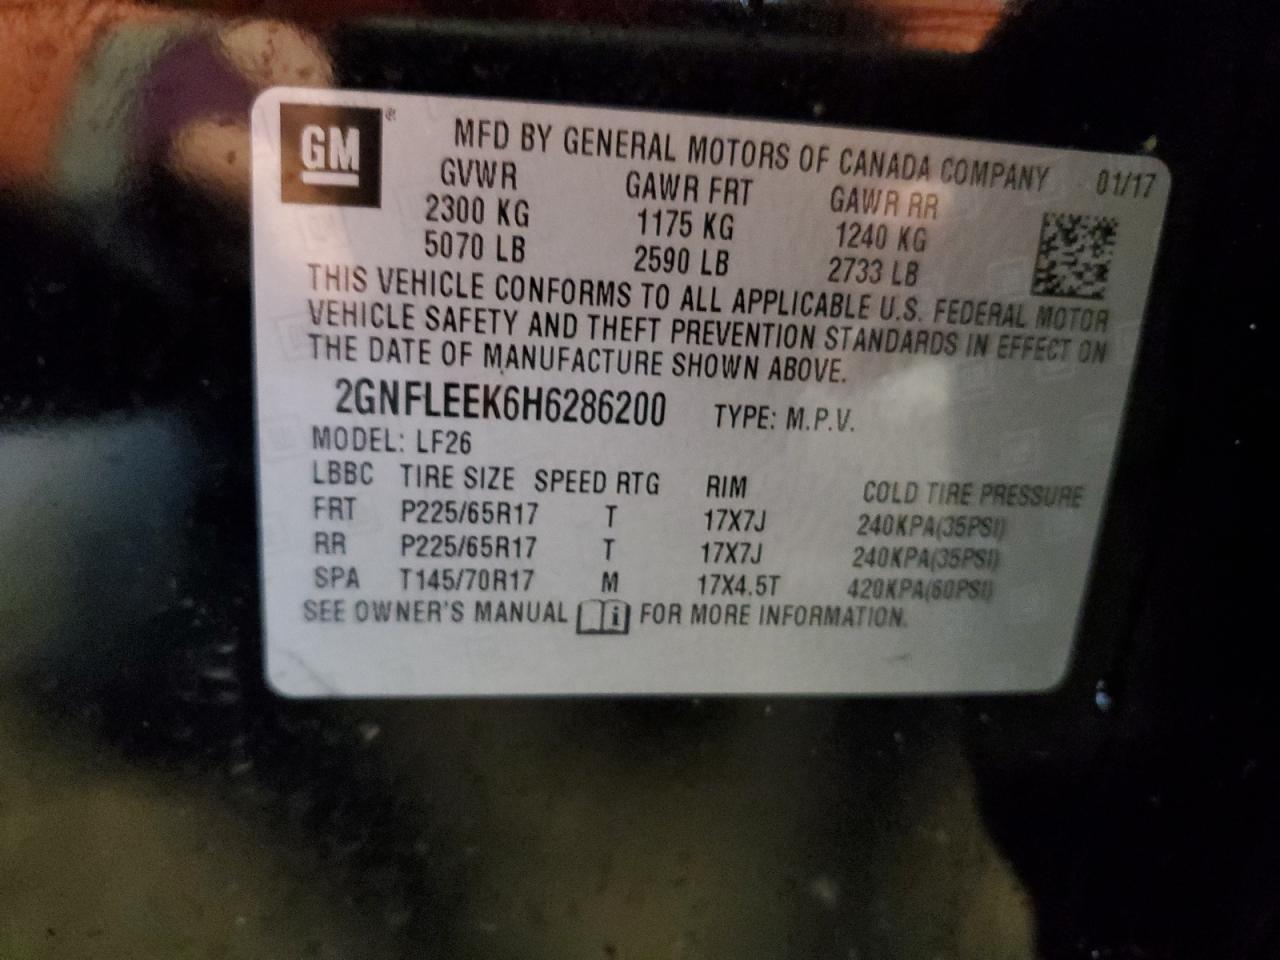 GM ®
MFD BY GENERAL MOTORS OF CANADA COMPANY 01/17
GVWR GAWR FRT GAWR RR
2300 KG 1175 KG 1240 KG
5070 LB 2590 LB 2733 LB
THIS VEHICLE CONFORMS TO ALL APPLICABLE U.S. FEDERAL MOTOR
VEHICLE SAFETY AND THEFT PREVENTION STANDARDS IN EFFECT ON
THE DATE OF MANUFACTURE SHOWN ABOVE.
2GNFLEEK6H6286200 TYPE: M.P.V.
MODEL: LF26
LBBC TIRE SIZE SPEED RTG RIM COLD TIRE PRESSURE
FRT P225/65R17 T 17X7J 240KPA(35PSI)
RR P225/65R17 T 17X7J 240KPA(35PSI)
SPA T145/70R17 M 17X4.5T 420KPA(60PSI)
SEE OWNER'S MANUAL i FOR MORE INFORMATION.